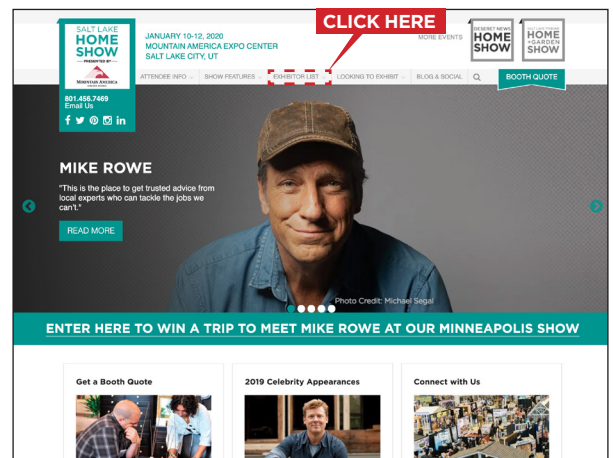 CLICK HERE
SALT LAKE
HOME
SHOW
PRESENTED BY
MOUNTAIN AMERICA
JANUARY 10-12, 2020
MOUNTAIN AMERICA EXPO CENTER
SALT LAKE CITY, UT
MORE EVENTS
DESERET NEWS
HOME
SHOW
HOME
+GARDEN
SHOW
ATTENDEE INFO
SHOW FEATURES
EXHIBITOR LIST
LOOKING TO EXHIBIT
BLOG & SOCIAL
BOOTH QUOTE
801.456.7469
Email Us
MIKE ROWE
"This is the place to get trusted advice from
local experts who can tackle the jobs we
can't."
READ MORE
Photo Credit: Michael Segal
ENTER HERE TO WIN A TRIP TO MEET MIKE ROWE AT OUR MINNEAPOLIS SHOW
Get a Booth Quote
2019 Celebrity Appearances
Connect with Us